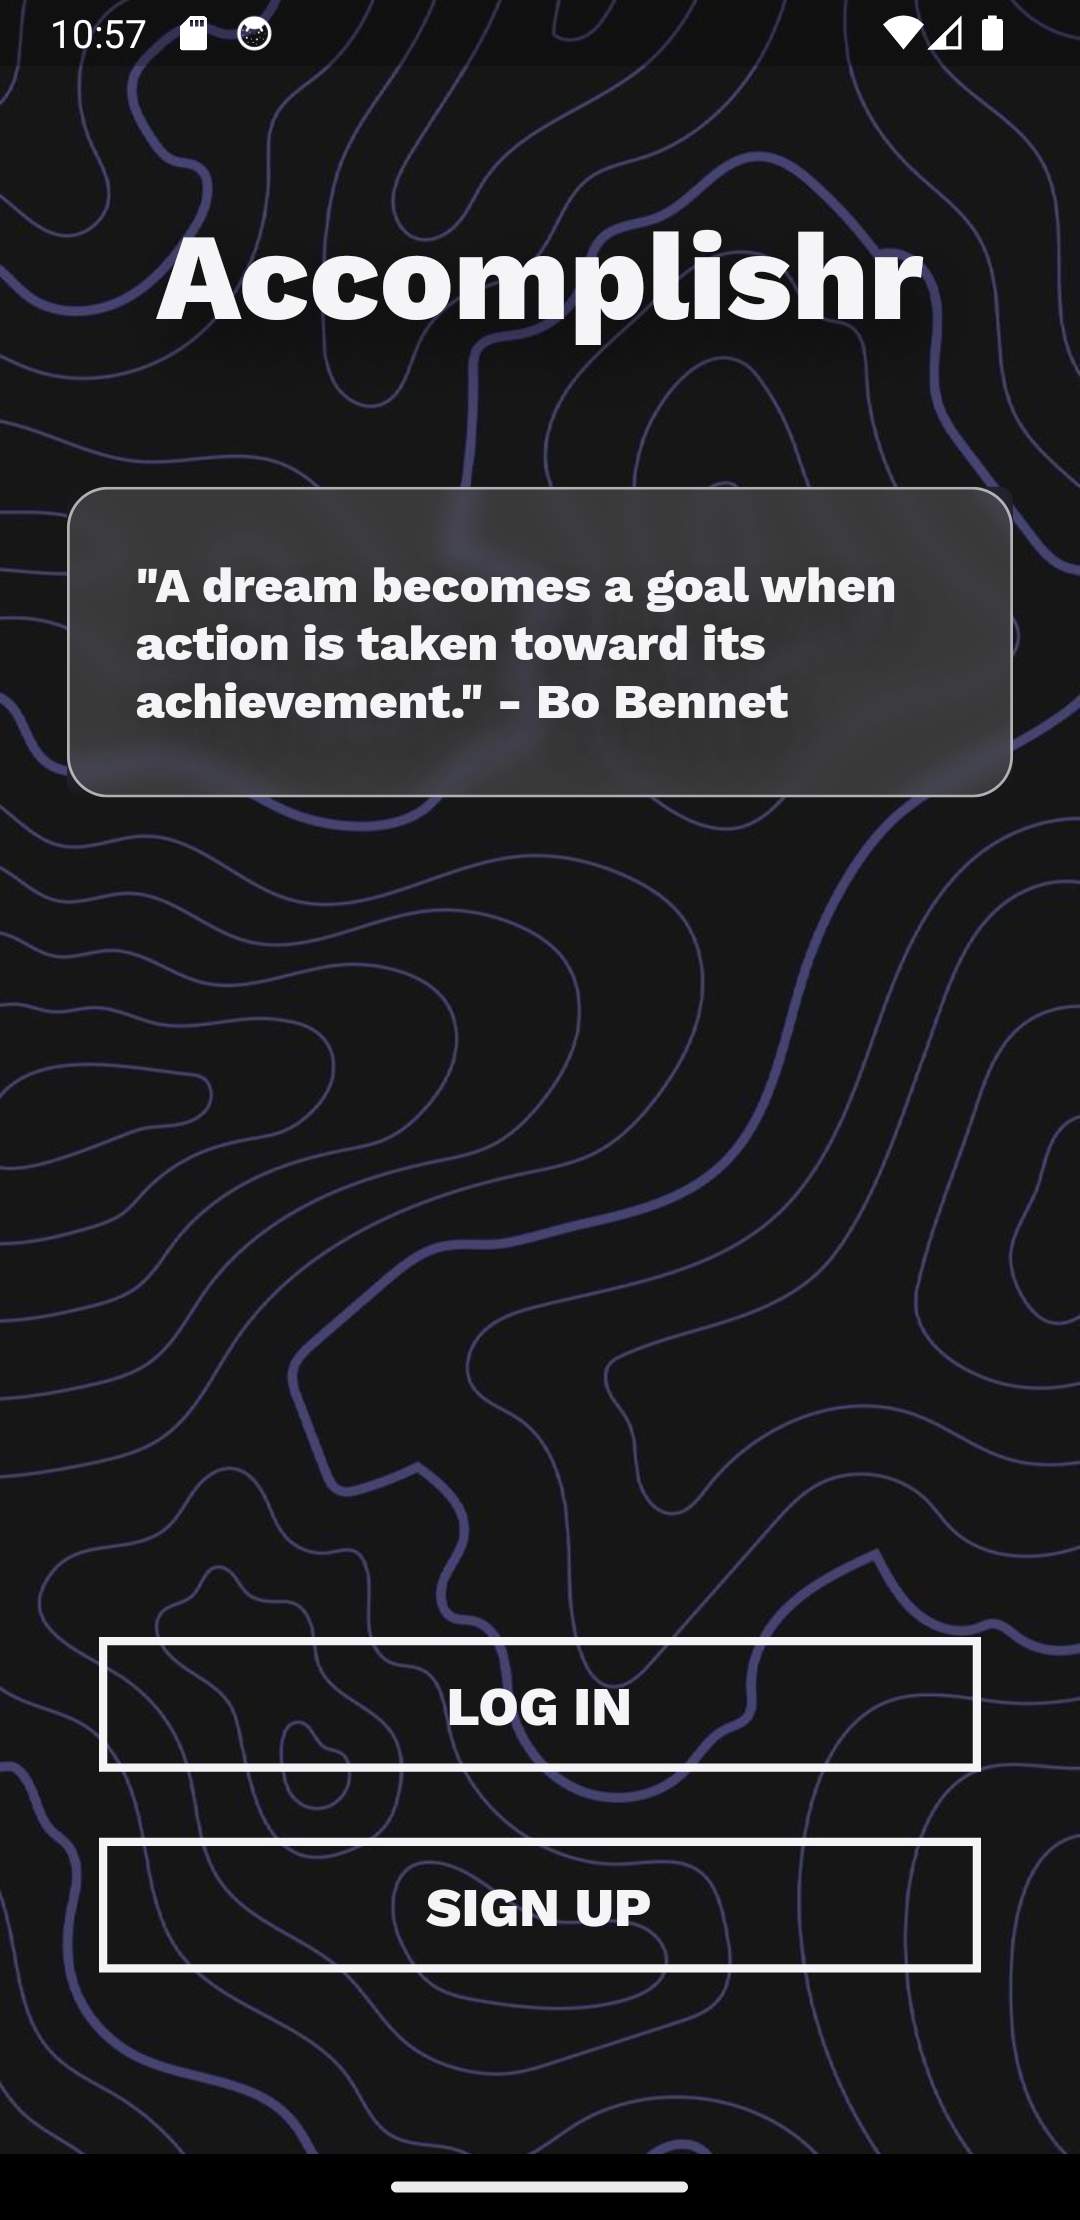 10:57
Accomplishr
"A dream becomes a goal when
action is taken toward its
achievement." - Bo Bennet
LOG IN
SIGN UP